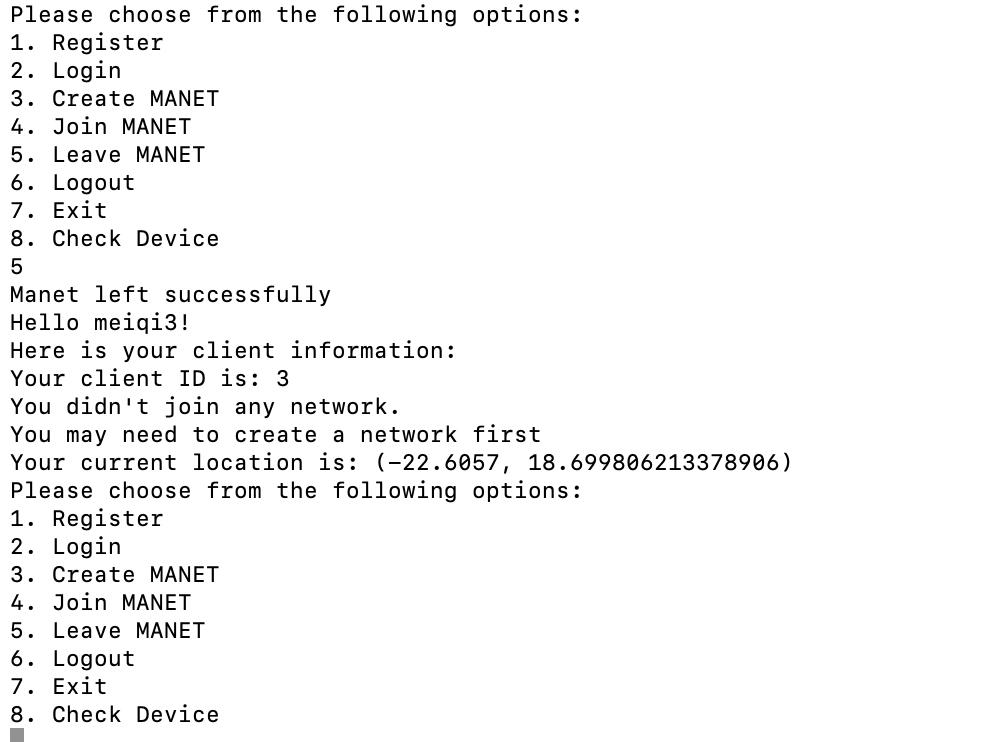 Please choose from the following options:
1. Register
2. Login
3. Create MANET
4. Join MANET
5. Leave MANET
6. Logout
7. Exit
8. Check Device
5
Manet left successfully
Hello meiqi3!
Here is your client information:
Your client ID is: 3
You didn't join any network.
You may need to create a network first
Your current location is: (-22.6057, 18.699806213378906)
Please choose from the following options:
1. Register
2. Login
3. Create MANET
4. Join MANET
5. Leave MANET
6. Logout
7. Exit
8. Check Device